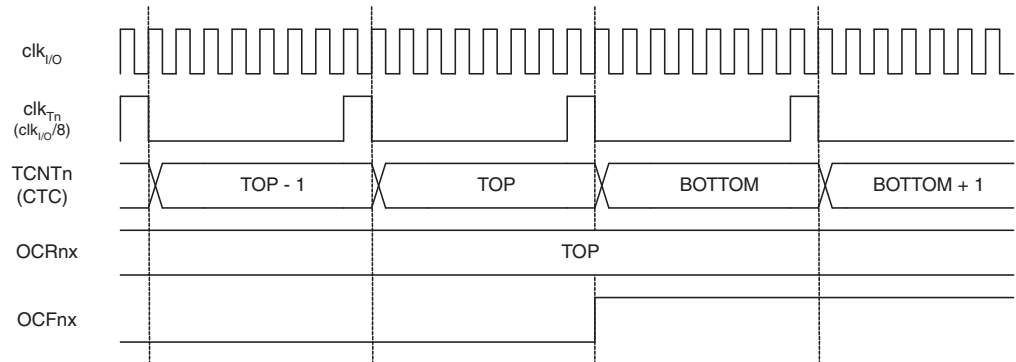 clkI/O
clkTn
(clkI/O/8)
TCNTn
(CTC)
TOP - 1
TOP
BOTTOM
BOTTOM + 1
OCRnx
TOP
OCFnx